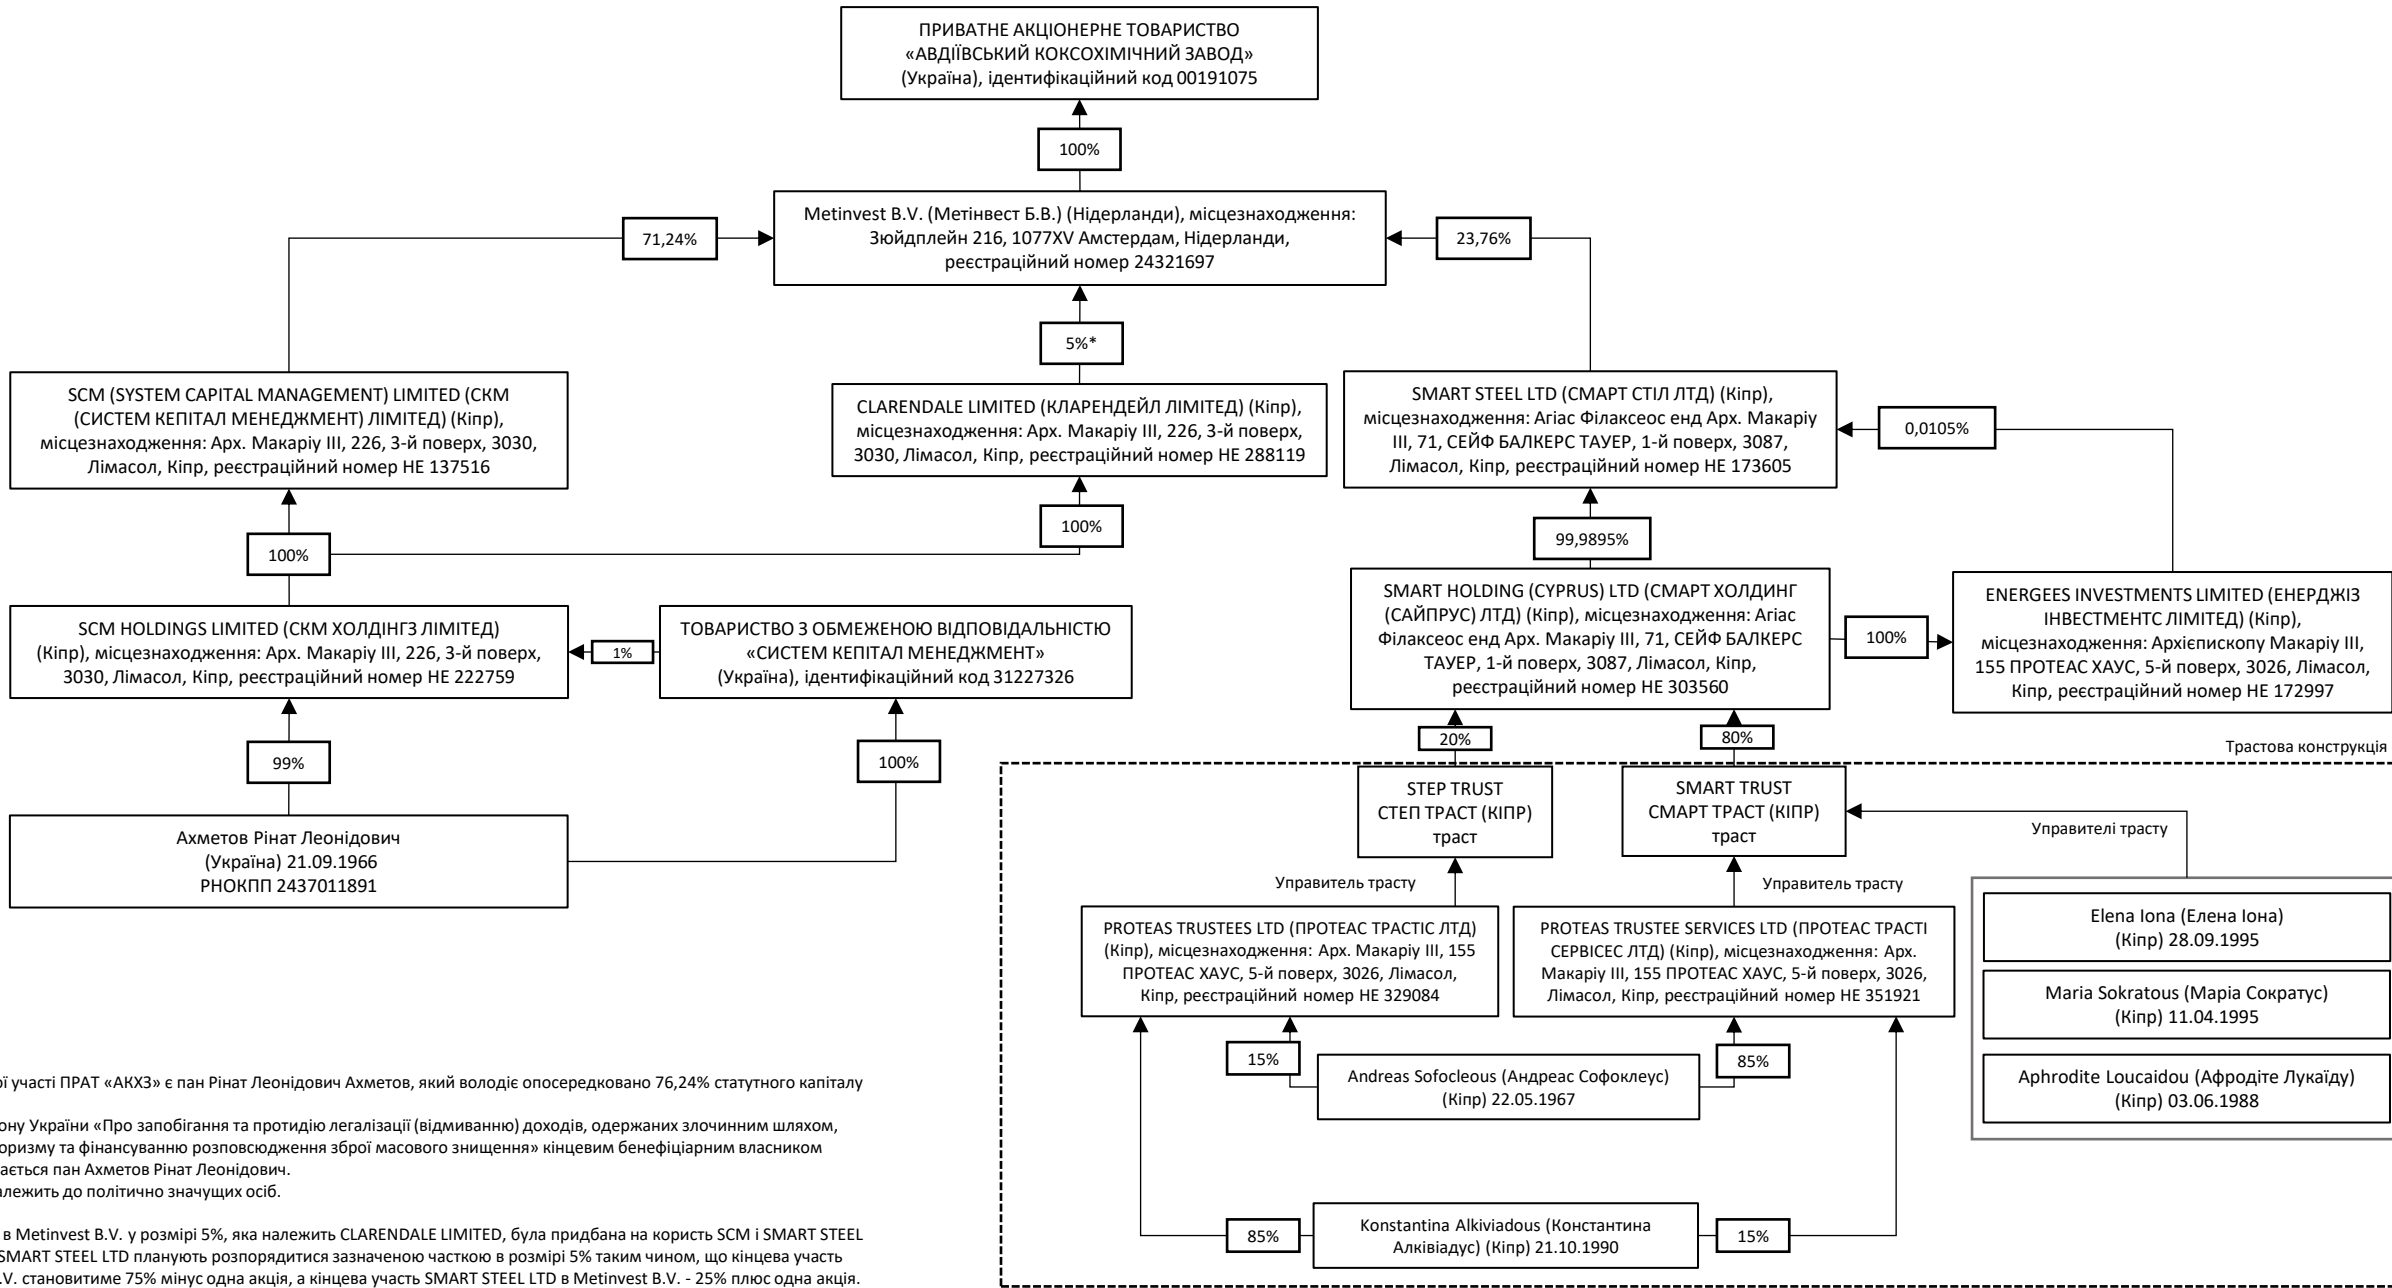 ПРИВАТНЕ АКЦІОНЕРНЕ ТОВАРИСТВО
«АВДІЇВСЬКИЙ КОКСОХІМІЧНИЙ ЗАВОД»
(Україна), ідентифікаційний код 00191075
100%
Metinvest B.V. (Метінвест Б.В.) (Нідерланди), місцезнаходження:
Зюйдплейн 216, 1077XV Амстердам, Нідерланди,
реєстраційний номер 24321697
71,24%
23,76%
5%*
SCM (SYSTEM CAPITAL MANAGEMENT) LIMITED (СКМ
(СИСТЕМ КЕПІТАЛ МЕНЕДЖМЕНТ) ЛІМІТЕД) (Кіпр),
місцезнаходження: Арх. Макаріу III, 226, 3-й поверх, 3030,
Лімасол, Кіпр, реєстраційний номер HE 137516
CLARENDALE LIMITED (КЛАРЕНДЕЙЛ ЛІМІТЕД) (Кіпр),
місцезнаходження: Арх. Макаріу III, 226, 3-й поверх,
3030, Лімасол, Кіпр, реєстраційний номер HE 288119
SMART STEEL LTD (СМАРТ СТІЛ ЛТД) (Кіпр),
місцезнаходження: Агіас Філаксеос енд Арх. Макаріу
III, 71, СЕЙФ БАЛКЕРС ТАУЕР, 1-й поверх, 3087,
Лімасол, Кіпр, реєстраційний номер HE 173605
0,0105%
100%
100%
99,9895%
SCM HOLDINGS LIMITED (СКМ ХОЛДІНГЗ ЛІМІТЕД)
(Кіпр), місцезнаходження: Арх. Макаріу III, 226, 3-й поверх,
3030, Лімасол, Кіпр, реєстраційний номер HE 222759
1%
ТОВАРИСТВО З ОБМЕЖЕНОЮ ВІДПОВІДАЛЬНІСТЮ
«СИСТЕМ КЕПІТАЛ МЕНЕДЖМЕНТ»
(Україна), ідентифікаційний код 31227326
SMART HOLDING (CYPRUS) LTD (СМАРТ ХОЛДИНГ
(САЙПРУС) ЛТД) (Кіпр), місцезнаходження: Агіас
Філаксеос енд Арх. Макаріу III, 71, СЕЙФ БАЛКЕРС
ТАУЕР, 1-й поверх, 3087, Лімасол, Кіпр,
реєстраційний номер HE 303560
100%
ENERGEES INVESTMENTS LIMITED (ЕНЕРДЖІЗ
ІНВЕСТМЕНТС ЛІМІТЕД) (Кіпр),
місцезнаходження: Архієпископу Макаріу III,
155 ПРОТЕАС ХАУС, 5-й поверх, 3026, Лімасол,
Кіпр, реєстраційний номер HE 172997
99%
100%
20%
80%
Трастова конструкція
Ахметов Рінат Леонідович
(Україна) 21.09.1966
РНОКПП 2437011891
STEP TRUST
СТЕП ТРАСТ (КІПР)
траст
SMART TRUST
СМАРТ ТРАСТ (КІПР)
траст
Управителі трасту
Управитель трасту
Управитель трасту
PROTEAS TRUSTEES LTD (ПРОТЕАС ТРАСТІС ЛТД)
(Кіпр), місцезнаходження: Арх. Макаріу III, 155
ПРОТЕАС ХАУС, 5-й поверх, 3026, Лімасол,
Кіпр, реєстраційний номер HE 329084
PROTEAS TRUSTEE SERVICES LTD (ПРОТЕАС ТРАСТІ
СЕРВІСЕС ЛТД) (Кіпр), місцезнаходження: Арх.
Макаріу III, 155 ПРОТЕАС ХАУС, 5-й поверх, 3026,
Лімасол, Кіпр, реєстраційний номер HE 351921
Elena Iona (Елена Іона)
(Кіпр) 28.09.1995
Maria Sokratous (Марія Сократус)
(Кіпр) 11.04.1995
Aphrodite Loucaidou (Афродіте Лукаїду)
(Кіпр) 03.06.1988
15%
Andreas Sofocleous (Андреас Софоклеус)
(Кіпр) 22.05.1967
85%
85%
Konstantina Alkiviadous (Константина
Алківіадус) (Кіпр) 21.10.1990
15%
участі ПРАТ «АКХЗ» є пан Рінат Леонідович Ахметов, який володіє опосередковано 76,24% статутного капіталу
України «Про запобігання та протидію легалізації (відмиванню) доходів, одержаних злочинним шляхом,
та фінансуванню розповсюдження зброї масового знищення» кінцевим бенефіціарним власником
пан Ахметов Рінат Леонідович.
до політично значущих осіб.
в Metinvest B.V. у розмірі 5%, яка належить CLARENDALE LIMITED, була придбана на користь SCM і SMART STEEL
SMART STEEL LTD планують розпорядитися зазначеною часткою в розмірі 5% таким чином, що кінцева участь
становитиме 75% мінус одна акція, а кінцева участь SMART STEEL LTD в Metinvest B.V. - 25% плюс одна акція.